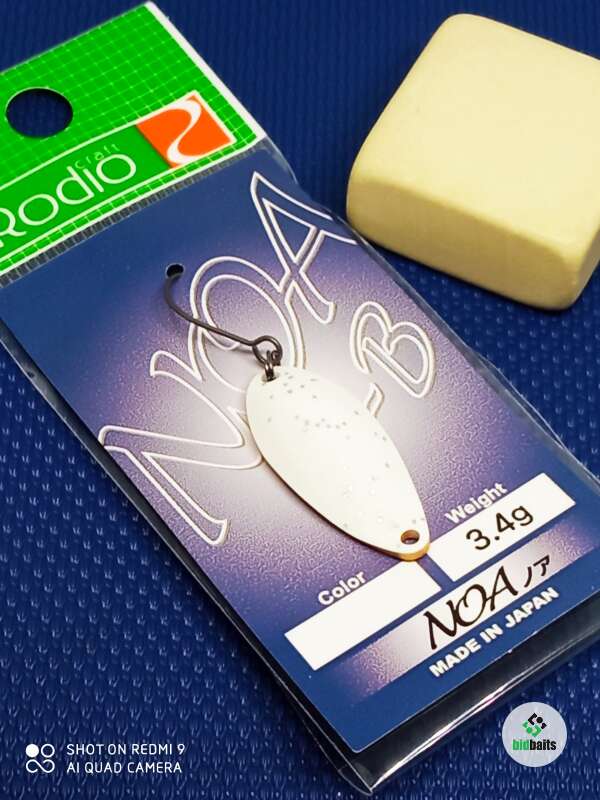 Rodio
craft
NOA
B
Weight
3.4g
Color
NOA ノア
MADE IN JAPAN
SHOT ON REDMI 9
AI QUAD CAMERA
bidbaits